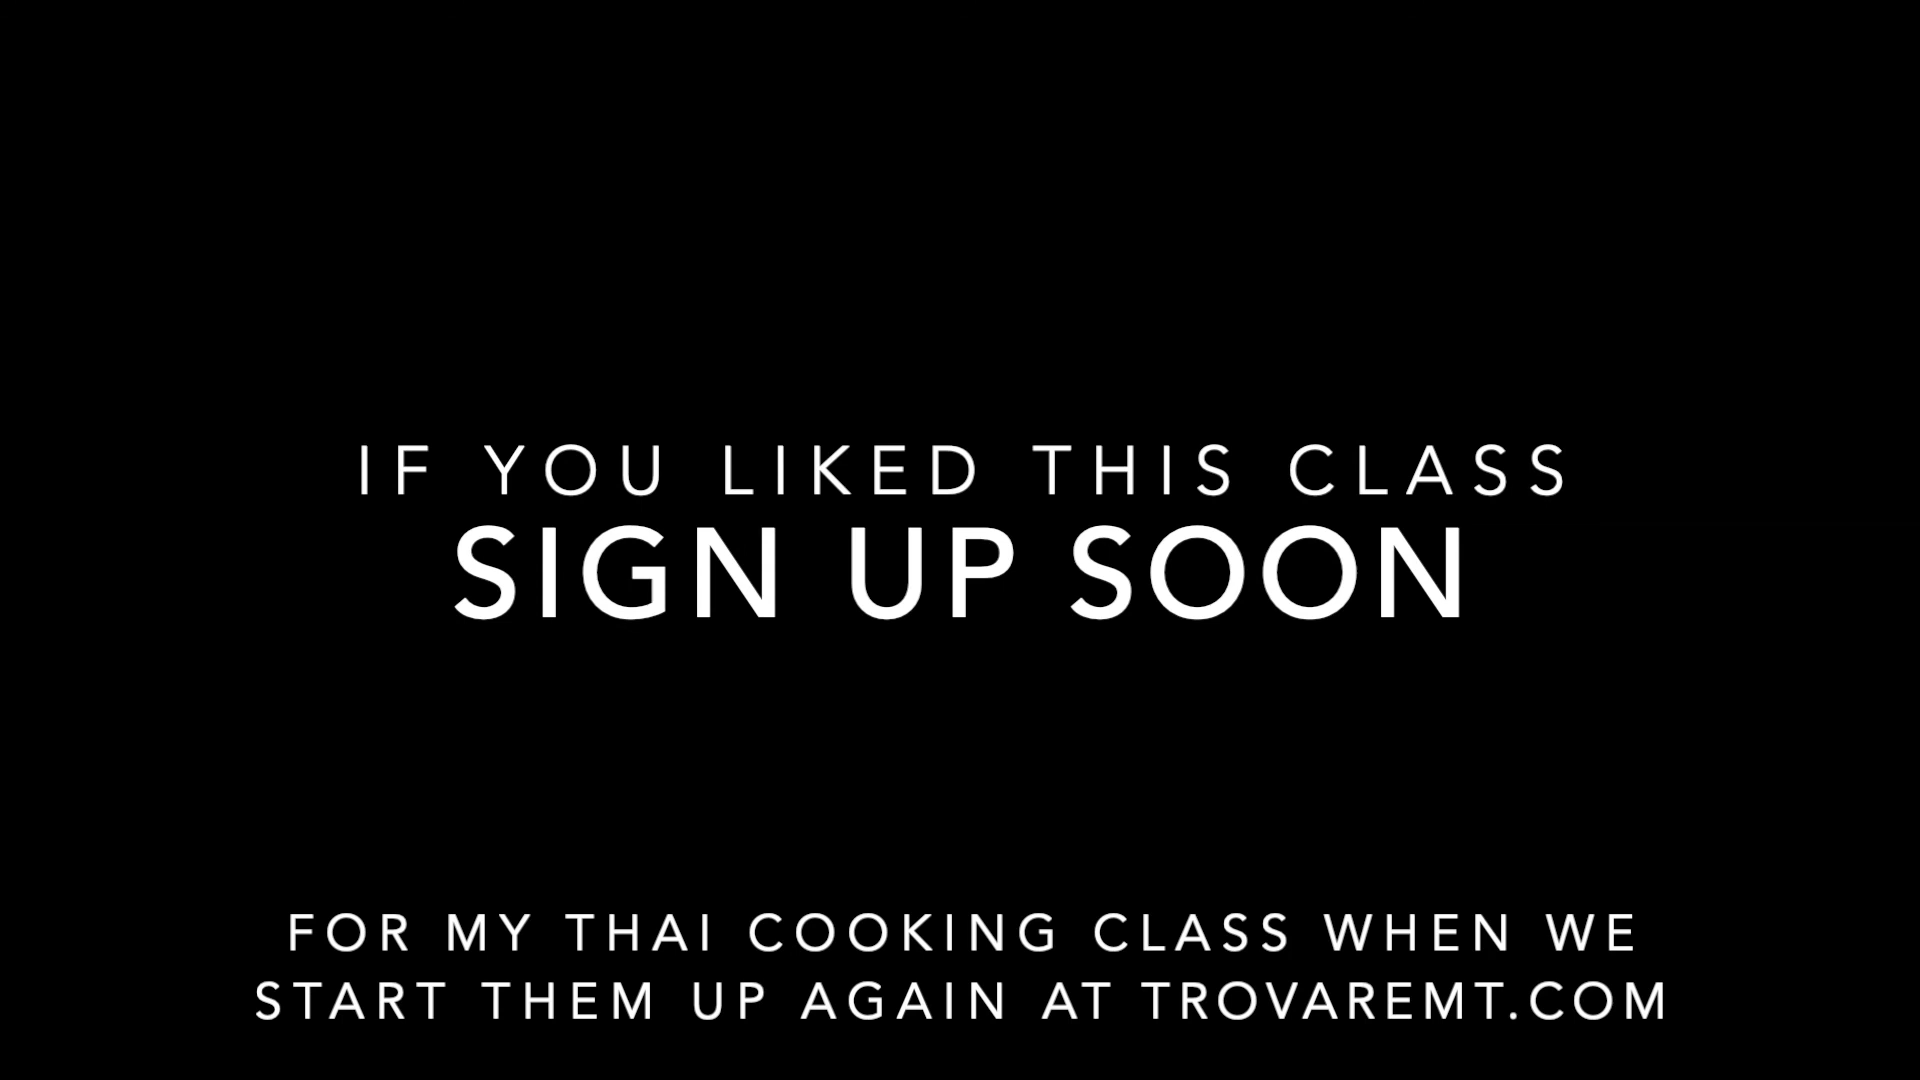 IF YOU LIKED THIS CLASS
SIGN UP SOON
FOR MY THAI COOKING CLASS WHEN WE
START THEM UP AGAIN AT TROVAREMT.COM